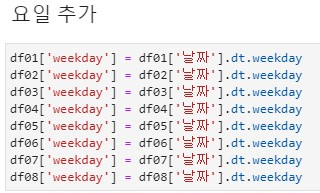 요일 추가
df01['weekday'] = df01['날짜'].dt.weekday
df02['weekday'] = df02['날짜'].dt.weekday
df03['weekday'] = df03['날짜'].dt.weekday
df04['weekday'] = df04['날짜'].dt.weekday
df05['weekday'] = df05['날짜'].dt.weekday
df06['weekday'] = df06['날짜'].dt.weekday
df07['weekday'] = df07['날짜'].dt.weekday
df08['weekday'] = df08['날짜'].dt.weekday